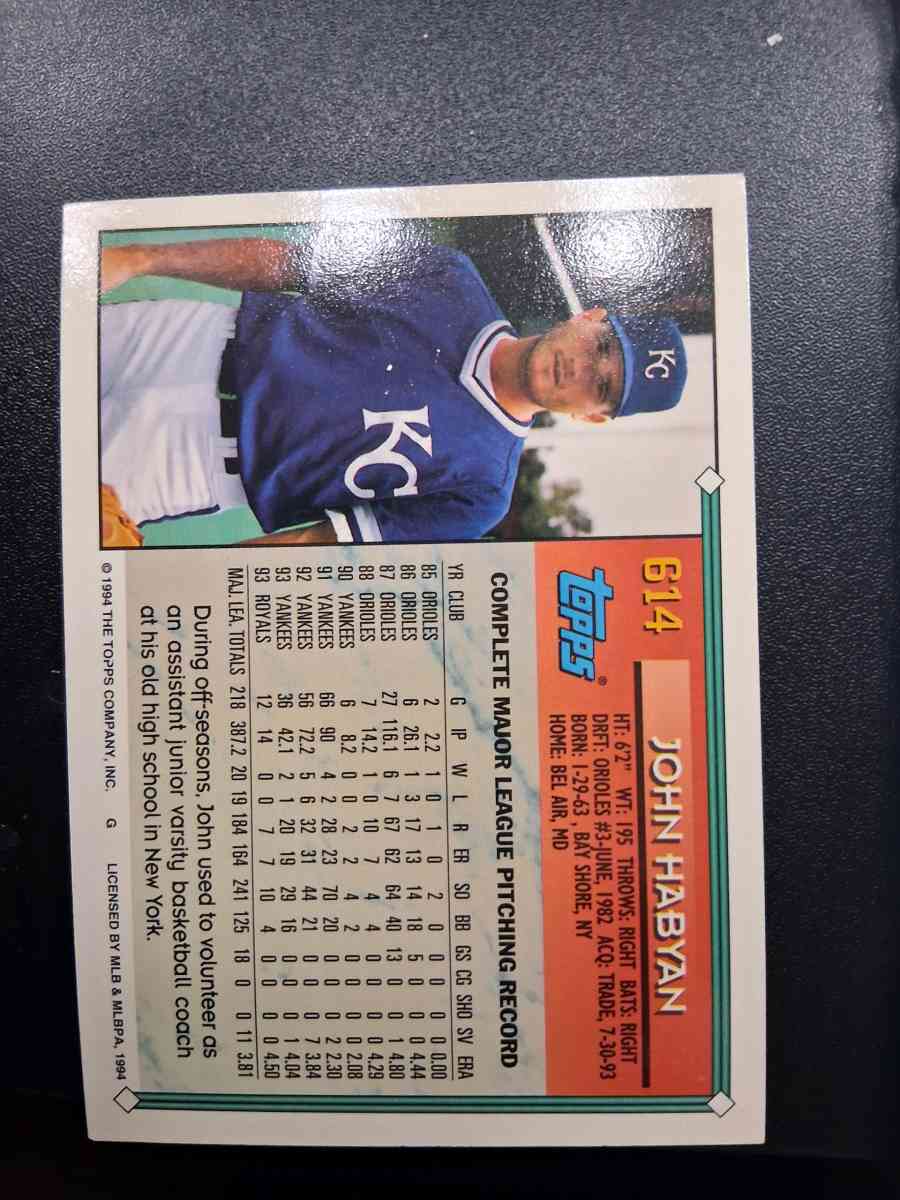 KC
KC
614
JOHN HABYAN
topps®
HT: 6'2" WT: 195 THROWS: RIGHT BATS: RIGHT
DRFT: ORIOLES #3-JUNE, 1982 ACQ: TRADE, 7-30-93
BORN: 1-29-63, BAY SHORE, NY
HOME: BEL AIR, MD
COMPLETE MAJOR LEAGUE PITCHING RECORD
YR CLUB G IP W L R ER SO BB GS CG SHO SV ERA
85 ORIOLES 2 2.2 1 0 1 0 2 0 0 0 0 0 0.00
86 ORIOLES 6 26.1 1 3 17 13 14 18 5 0 0 0 4.44
87 ORIOLES 27 116.1 6 7 67 62 64 40 13 0 0 1 4.80
88 ORIOLES 7 14.2 1 0 10 7 4 4 0 0 0 0 4.29
90 YANKEES 6 8.2 0 0 2 2 4 2 0 0 0 0 2.08
91 YANKEES 66 90 4 2 28 23 70 20 0 0 0 2 2.30
92 YANKEES 56 72.2 5 6 32 31 44 21 0 0 0 7 3.84
93 YANKEES 36 42.1 2 1 20 19 29 16 0 0 0 1 4.04
93 ROYALS 12 14 0 0 7 7 10 4 0 0 0 0 4.50
MAJ. LEA. TOTALS 218 387.2 20 19 184 164 241 125 18 0 0 11 3.81
During off-seasons, John used to volunteer as
an assistant junior varsity basketball coach
at his old high school in New York.
© 1994 THE TOPPS COMPANY, INC. G LICENSED BY MLB & MLBPA, 1994